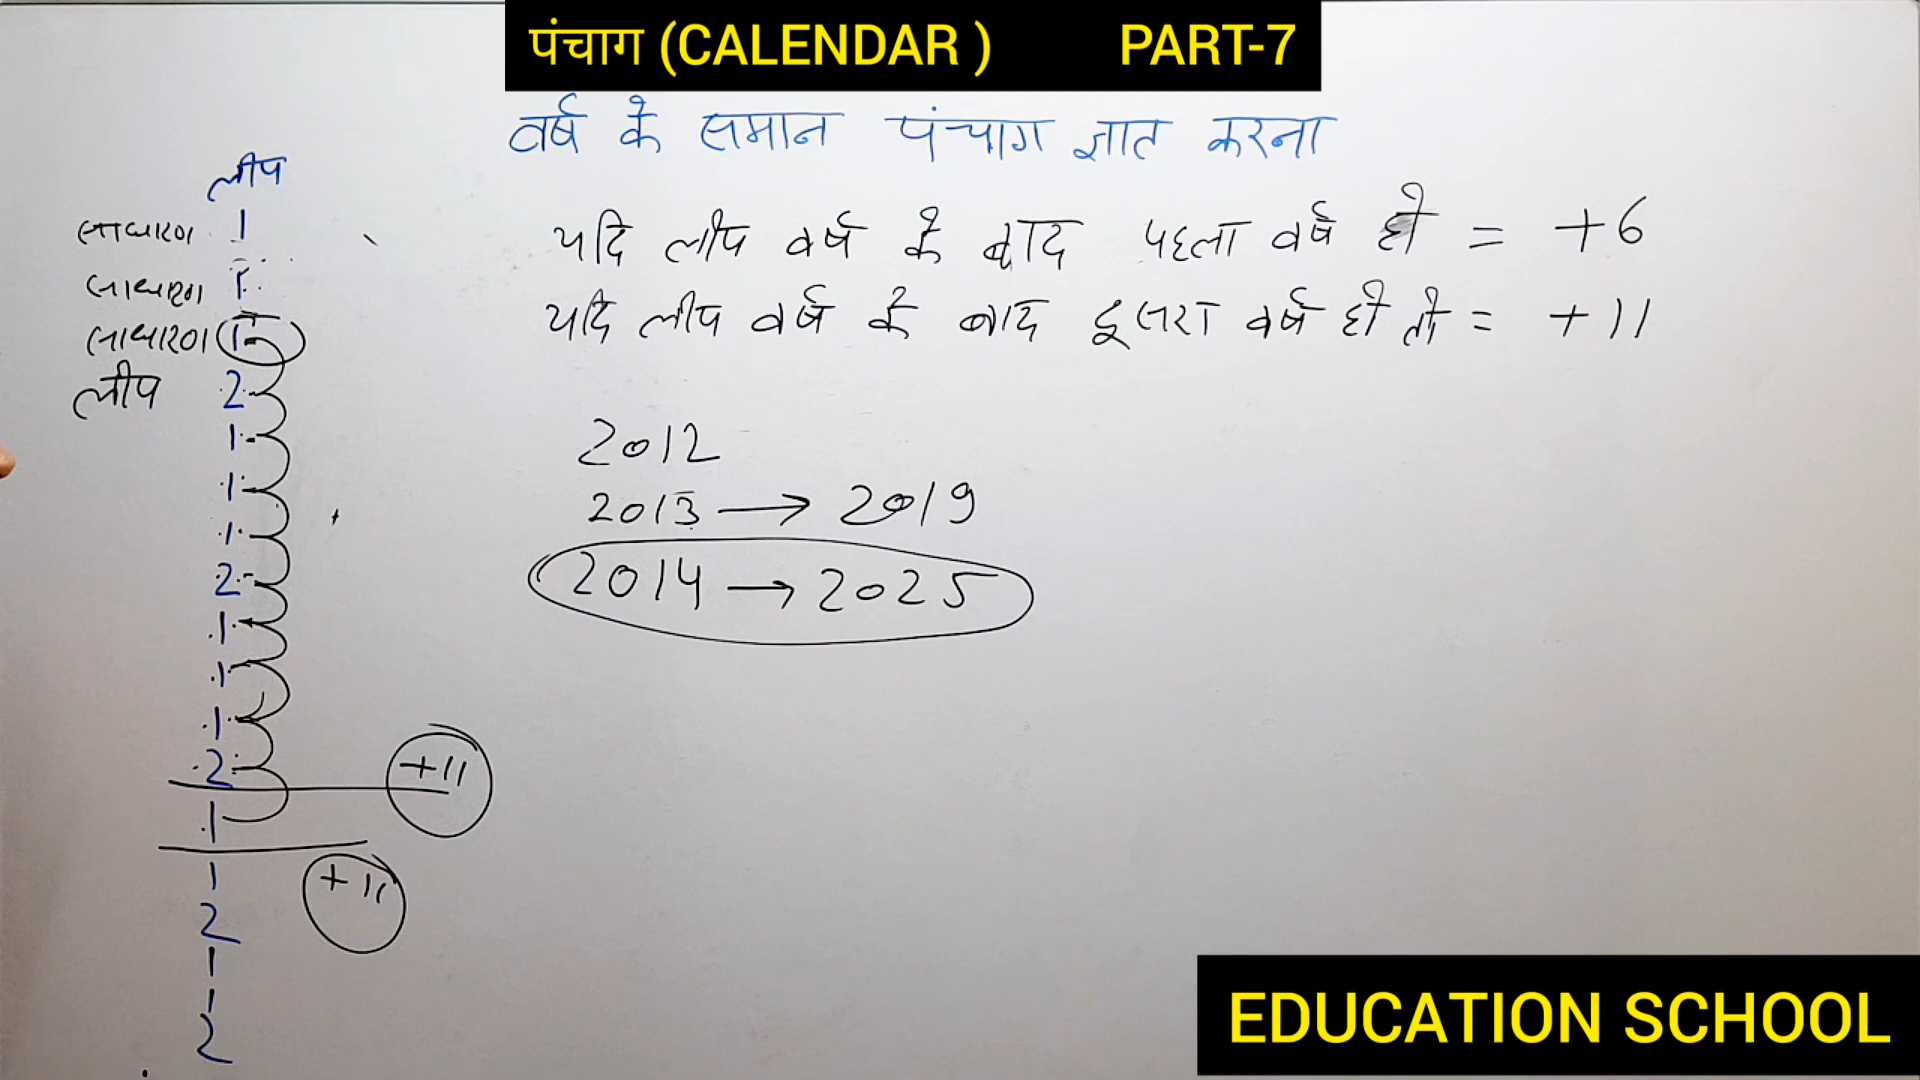 पंचाग (CALENDAR ) PART-7
वर्ष के समान पंचाग ज्ञात करना
लीप
साधारण 1
साधारण 1
साधारण 1
लीप 2
1
1
1
2
1
1
1
2
1
1
2
1
1
2
+11
+11
यदि लीप वर्ष के बाद पहला वर्ष हो = +6
यदि लीप वर्ष के बाद दूसरा वर्ष हो तो = +11
2012
2013 → 2019
2014 → 2025
EDUCATION SCHOOL